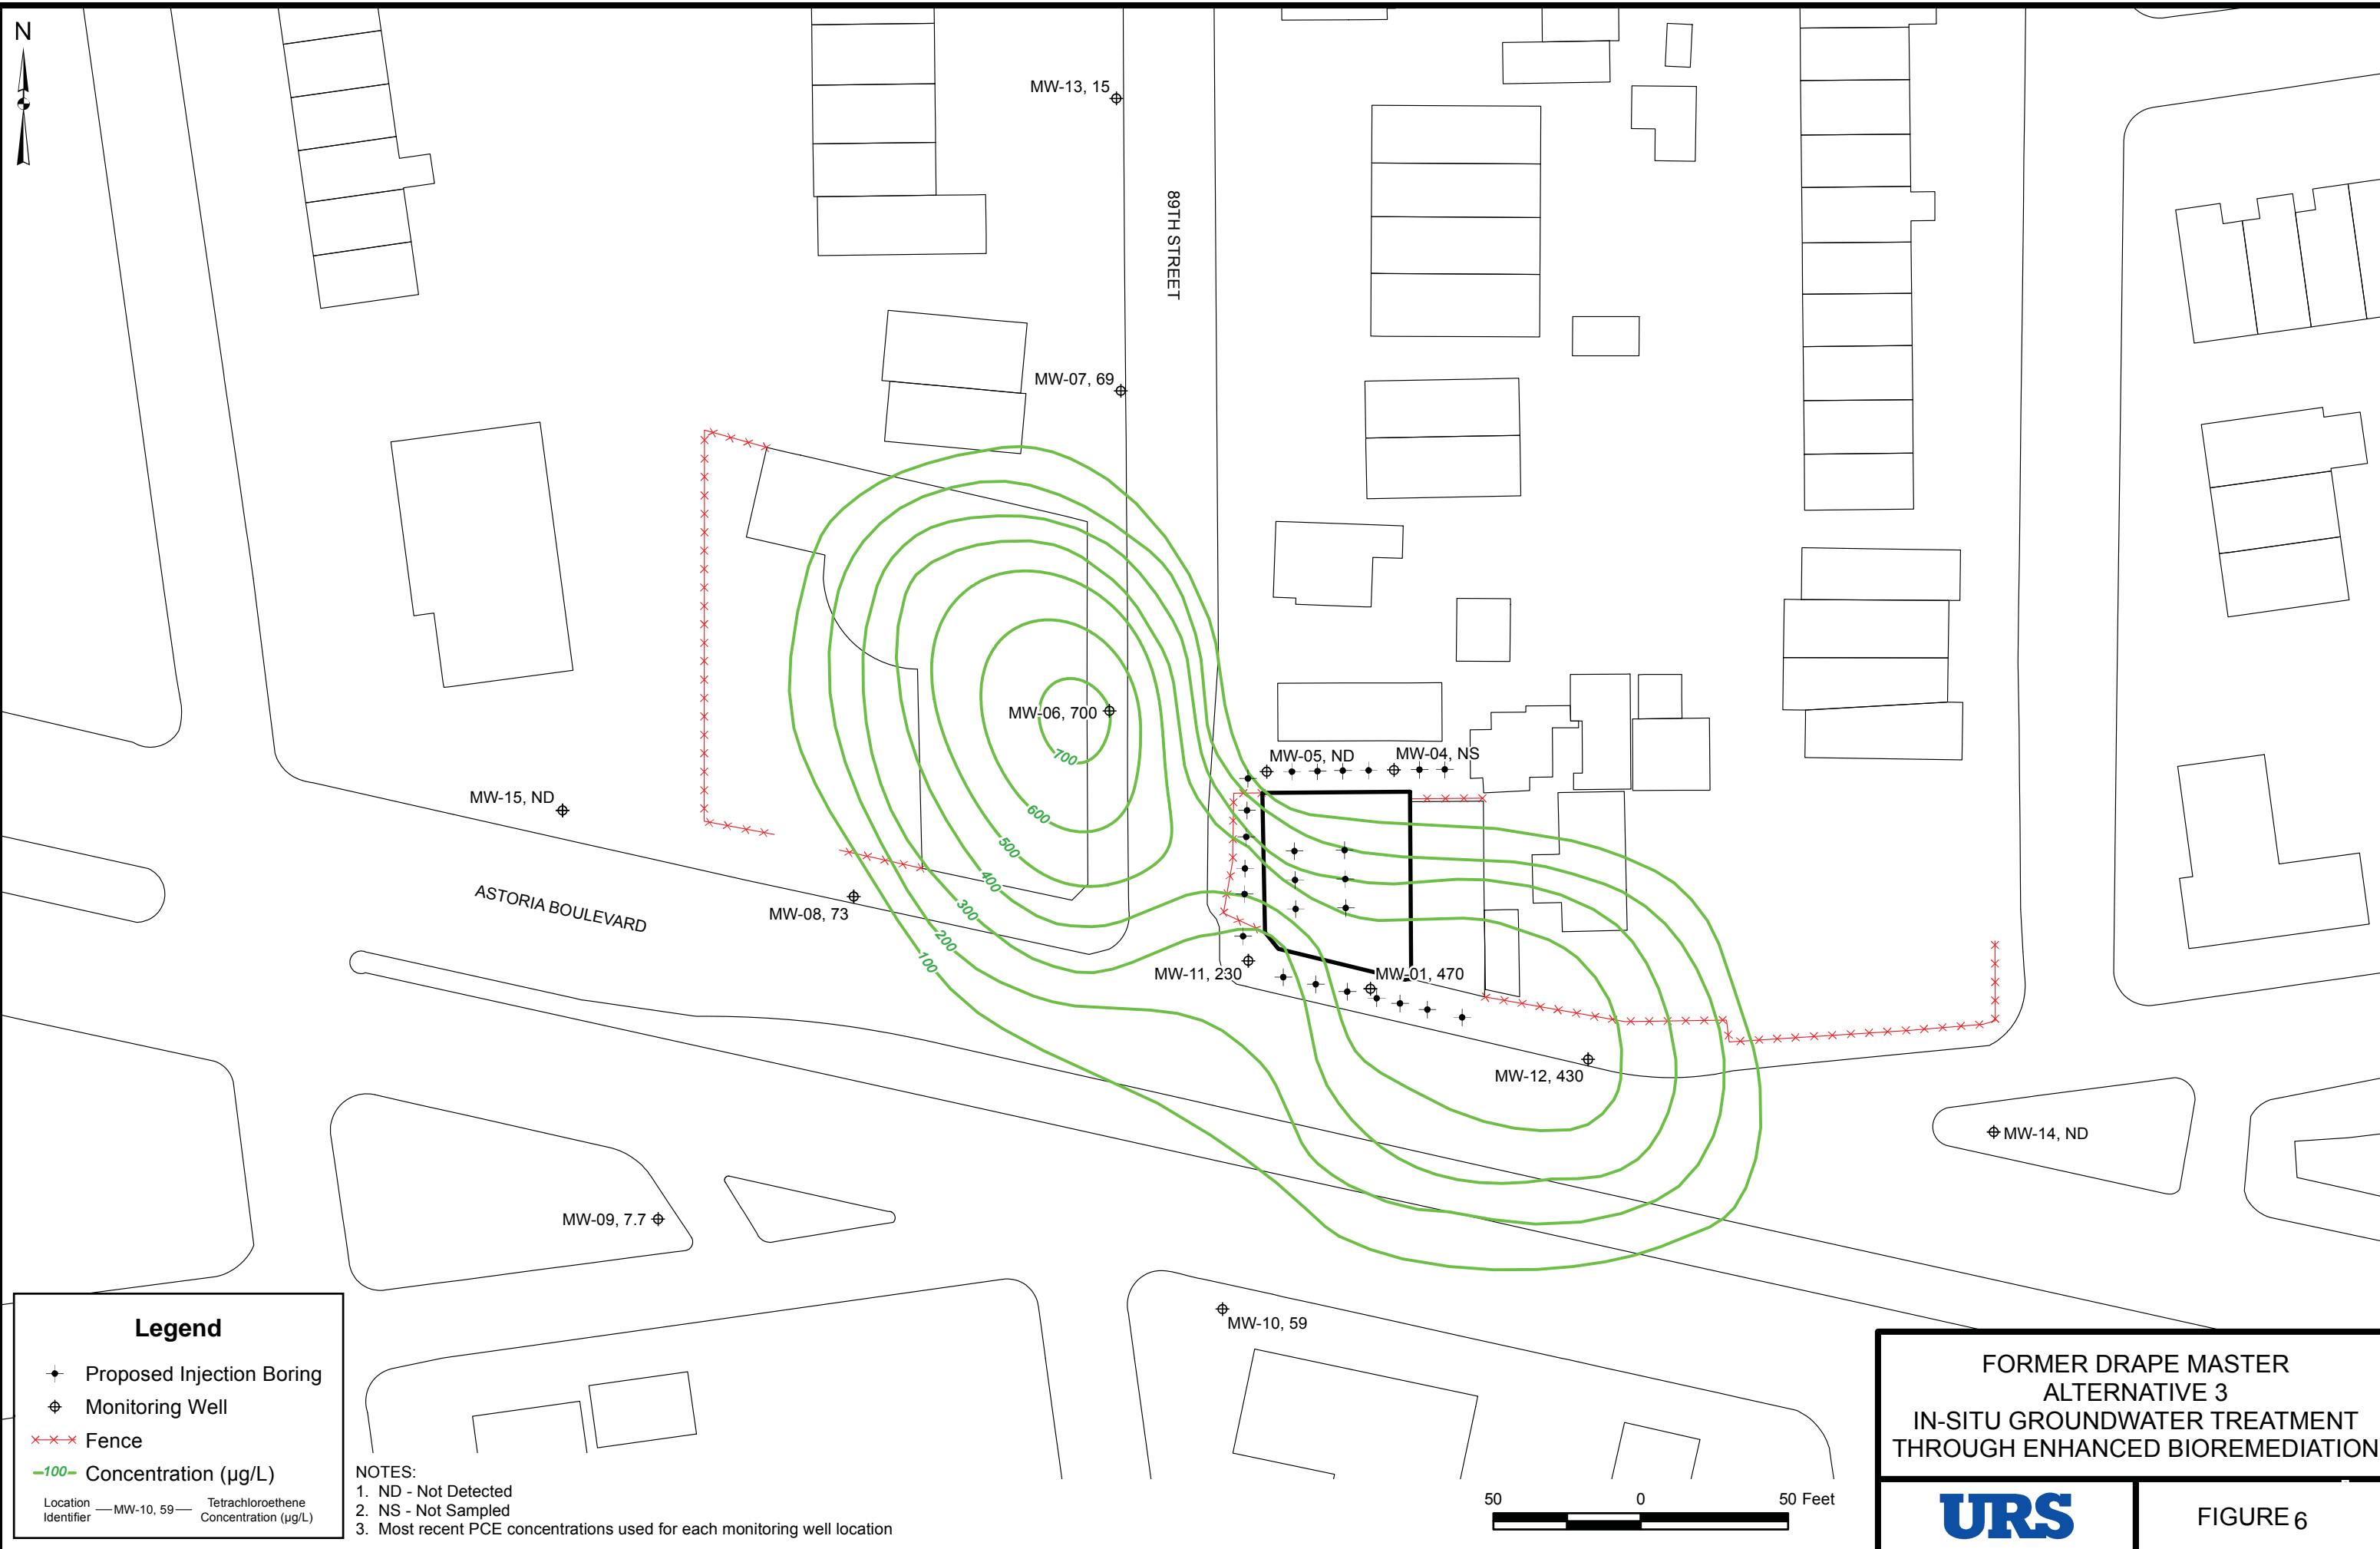 N
MW-13, 15
89TH STREET
MW-07, 69
MW-06, 700
700
600
500
400
300
200
100
MW-05, ND
MW-04, NS
MW-15, ND
ASTORIA BOULEVARD
MW-08, 73
MW-11, 230
MW-01, 470
MW-12, 430
MW-14, ND
MW-09, 7.7
MW-10, 59
Legend
Proposed Injection Boring
Monitoring Well
Fence
100 Concentration (µg/L)
Location Identifier
MW-10, 59
Tetrachloroethene Concentration (µg/L)
NOTES:
1. ND - Not Detected
2. NS - Not Sampled
3. Most recent PCE concentrations used for each monitoring well location
50 0 50 Feet
FORMER DRAPE MASTER
ALTERNATIVE 3
IN-SITU GROUNDWATER TREATMENT
THROUGH ENHANCED BIOREMEDIATION
URS
FIGURE 6